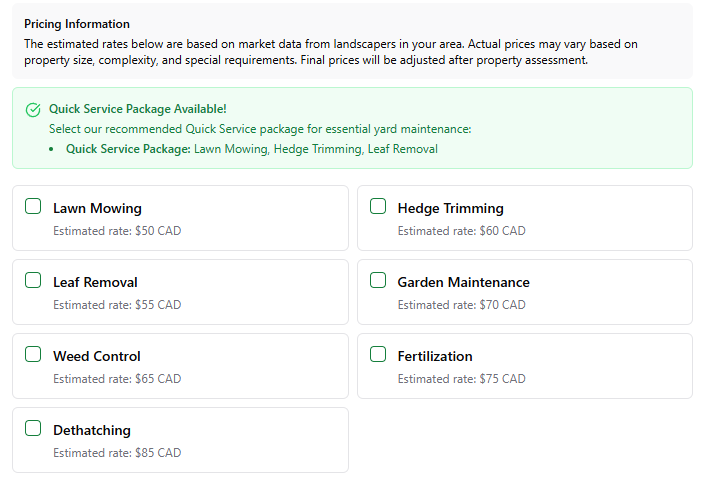 Pricing Information
The estimated rates below are based on market data from landscapers in your area. Actual prices may vary based on
property size, complexity, and special requirements. Final prices will be adjusted after property assessment.
Quick Service Package Available!
Select our recommended Quick Service package for essential yard maintenance:
• Quick Service Package: Lawn Mowing, Hedge Trimming, Leaf Removal
Lawn Mowing
Estimated rate: $50 CAD
Hedge Trimming
Estimated rate: $60 CAD
Leaf Removal
Estimated rate: $55 CAD
Garden Maintenance
Estimated rate: $70 CAD
Weed Control
Estimated rate: $65 CAD
Fertilization
Estimated rate: $75 CAD
Dethatching
Estimated rate: $85 CAD